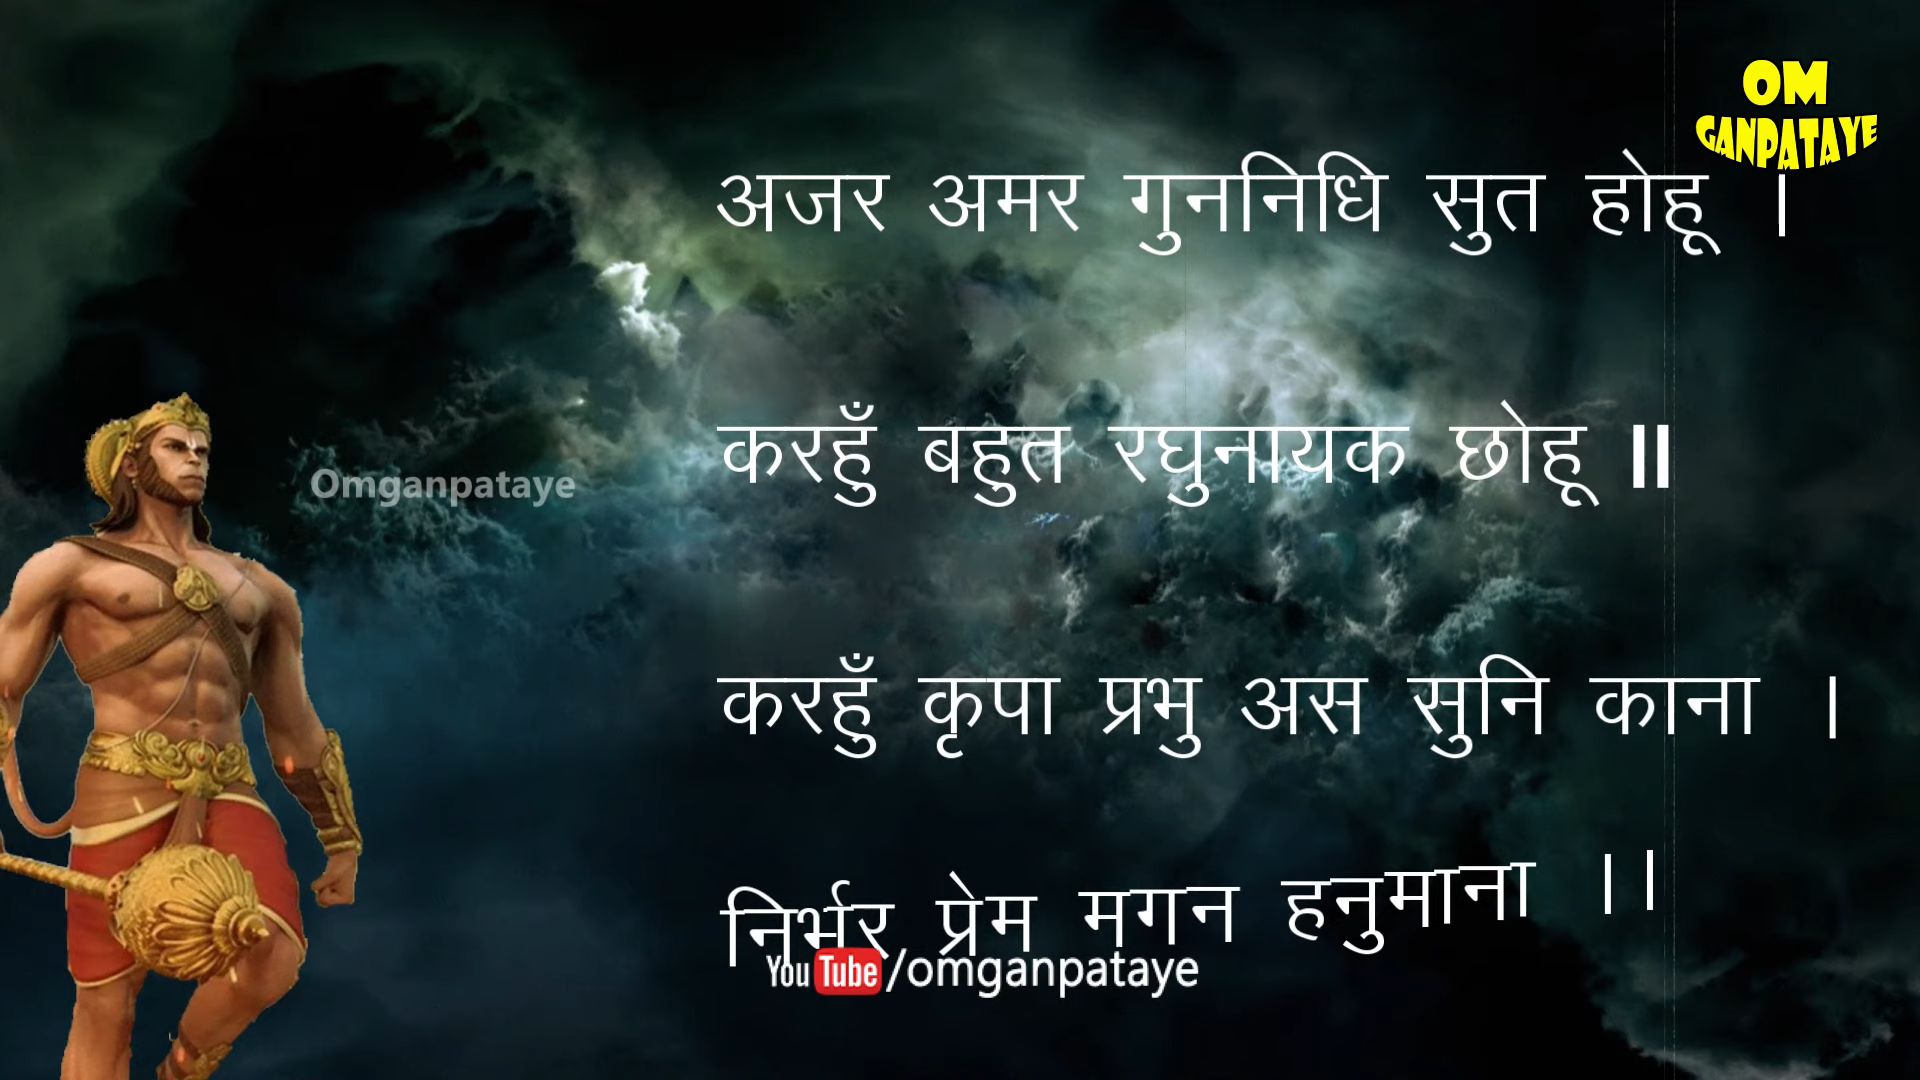 OM
GANPATAYE
अजर अमर गुननिधि सुत होहू ।
करहुँ बहुत रघुनायक छोहू ॥
Omganpataye
करहुँ कृपा प्रभु अस सुनि काना ।
निर्भर प्रेम मगन हनुमाना ।।
YouTube/omganpataye